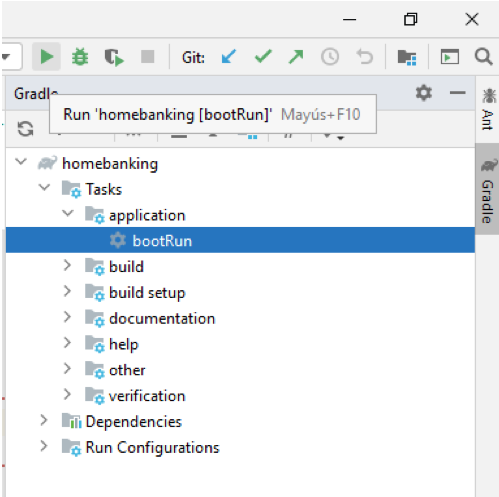 Git:
Gradle
Run 'homebanking [bootRun]' Mayús+F10
homebanking
Tasks
application
bootRun
build
build setup
documentation
help
other
verification
Dependencies
Run Configurations
Ant
Gradle